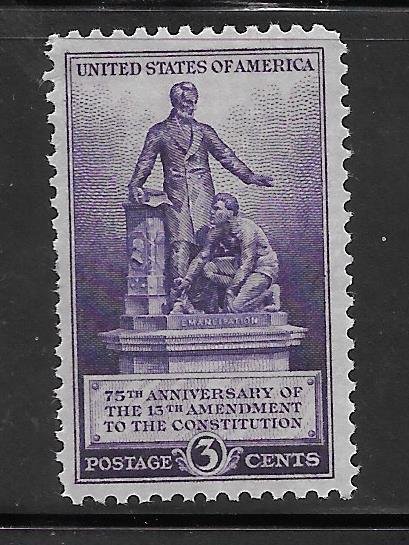 UNITED STATES OF AMERICA
EMANCIPATION
75TH ANNIVERSARY OF
THE 13TH AMENDMENT
TO THE CONSTITUTION
POSTAGE 3 CENTS